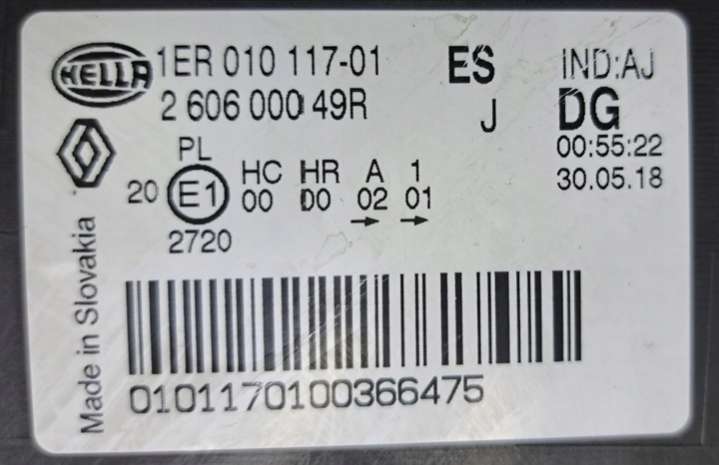 HELLA 1ER 010 117-01 ES IND:AJ
2 606 000 49R J DG
00:55:22
30.05.18
PL HC HR A 1
20 E1 00 00 02 01
2720
Made in Slovakia
0101170100366475